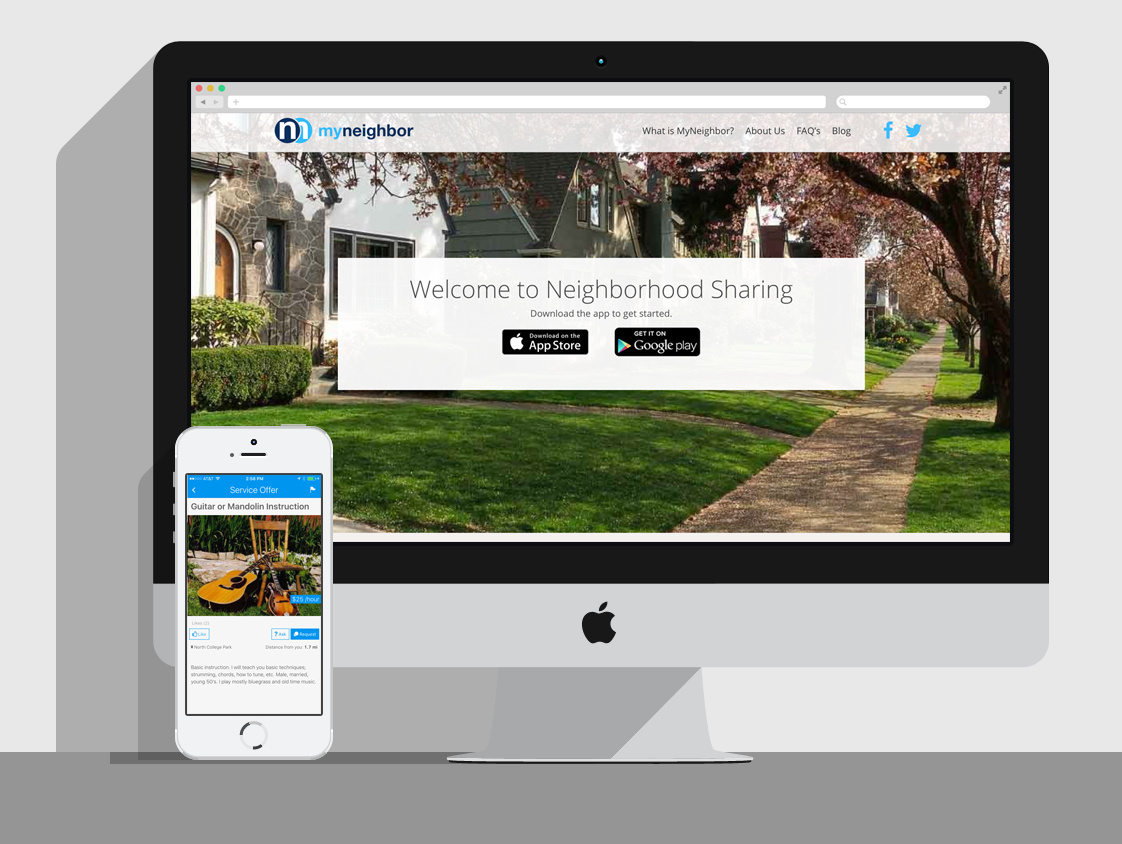 myneighbor
What is MyNeighbor? About Us FAQ's Blog
Welcome to Neighborhood Sharing
Download the app to get started.
Download on the
App Store
GET IT ON
Google play
AT&T 2:58 PM
Service Offer
Guitar or Mandolin Instruction
$25 /hour
Likes (2)
Like ? Ask Request
North College Park Distance from you: 1.7 mi
Basic instruction. I will teach you basic techniques,
strumming, chords, how to tune, etc. Male, married,
young 50's. I play mostly bluegrass and old time music.